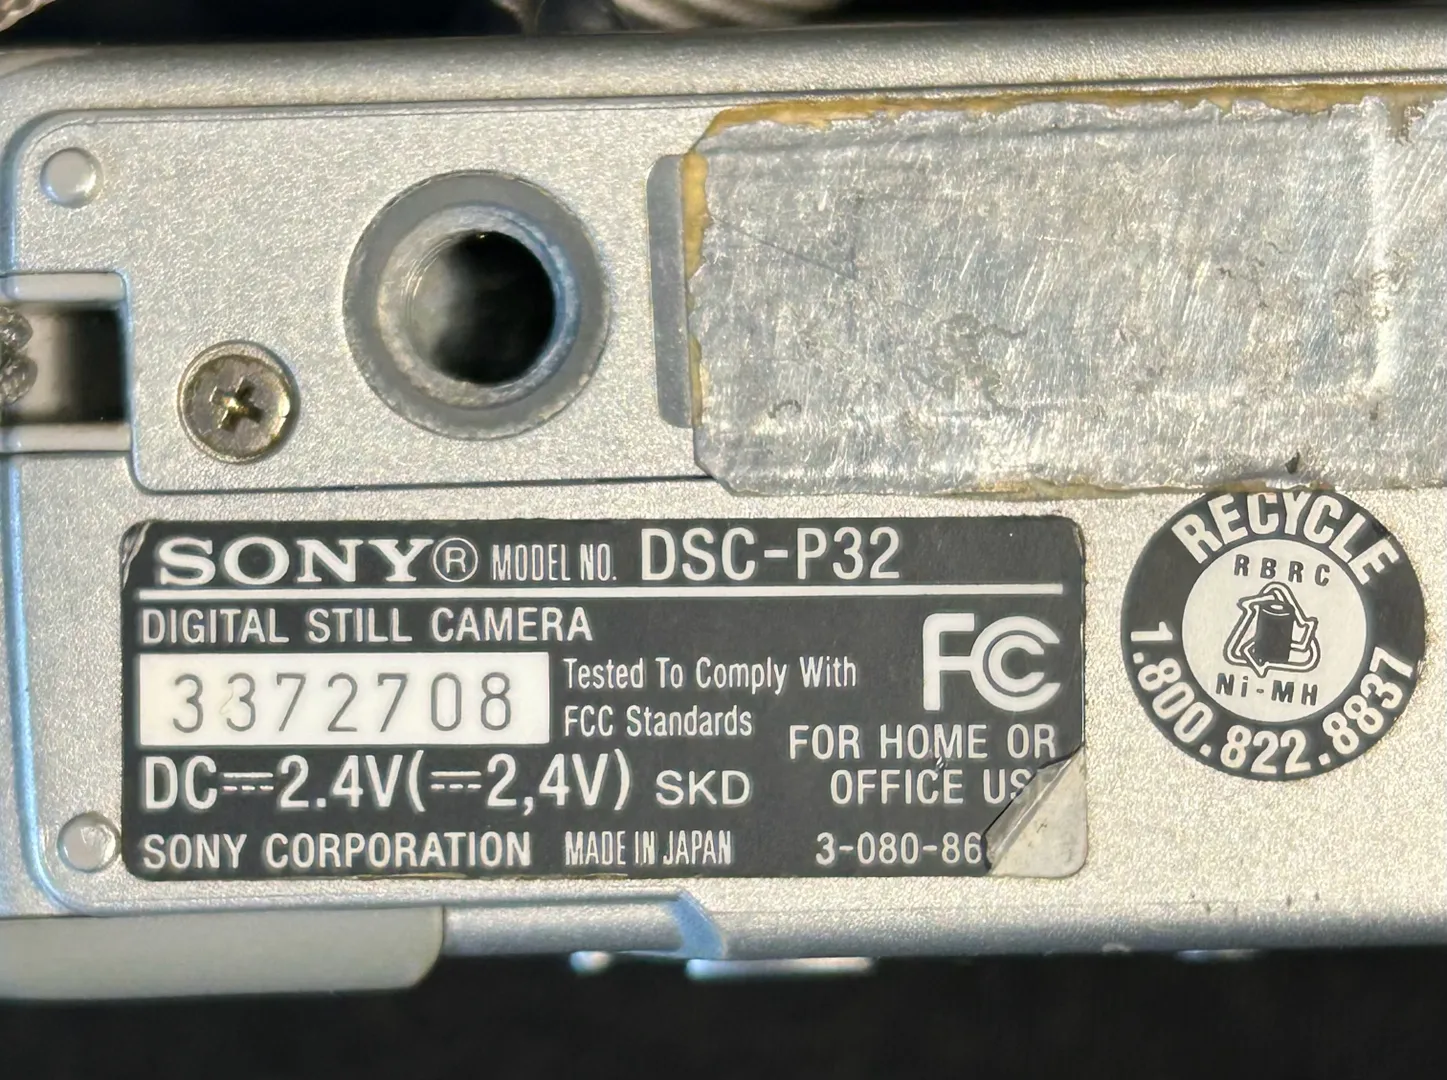 SONY® MODEL NO. DSC-P32
DIGITAL STILL CAMERA
3372708
Tested To Comply With
FCC Standards
FC
FOR HOME OR
OFFICE US
DC⎓2.4V(⎓2,4V) SKD
SONY CORPORATION MADE IN JAPAN 3-080-86
RECYCLE
RBRC
Ni-MH
1.800.822.8837